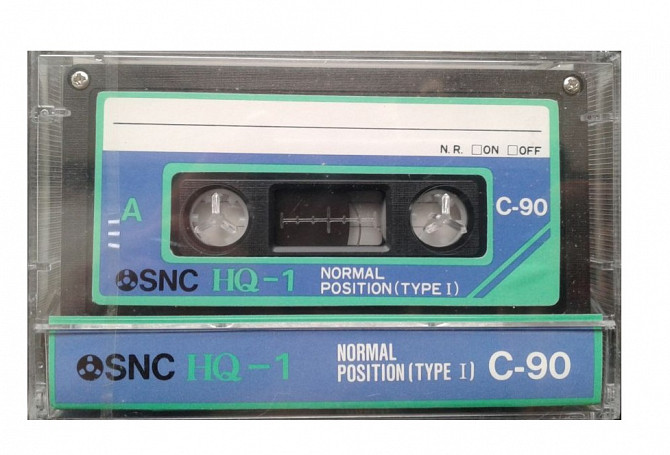 N.R. □ON □OFF
A
C-90
SNC HQ-1 NORMAL
POSITION(TYPE I)
SNC HQ-1 NORMAL
POSITION(TYPE I) C-90